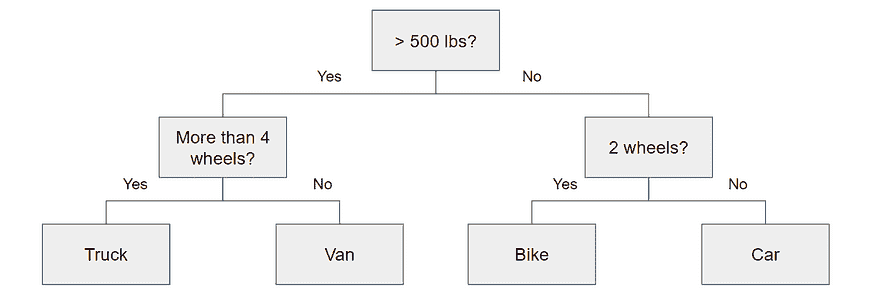 > 500 lbs?
Yes
No
More than 4
wheels?
2 wheels?
Yes
No
Yes
No
Truck
Van
Bike
Car